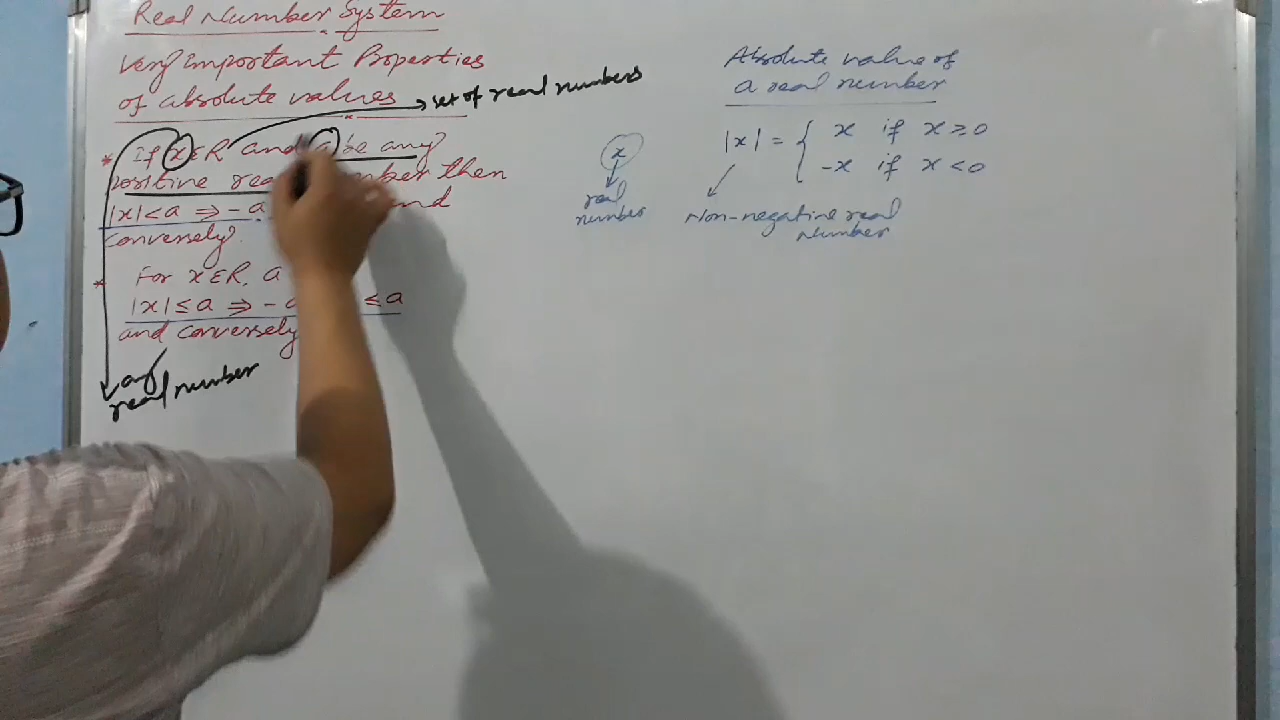 Real Number System
Very important Properties
of absolute values
set of real numbers
* If x∈R and a be any
positive real number then
|x|<a ⇒ -a and
conversely.
* For x∈R, a
|x|≤a ⇒ - ≤a
and conversely
any
real number
Absolute value of
a real number
|x| = { x if x≥0
-x if x<0
x
real
number
Non-negative real
Number